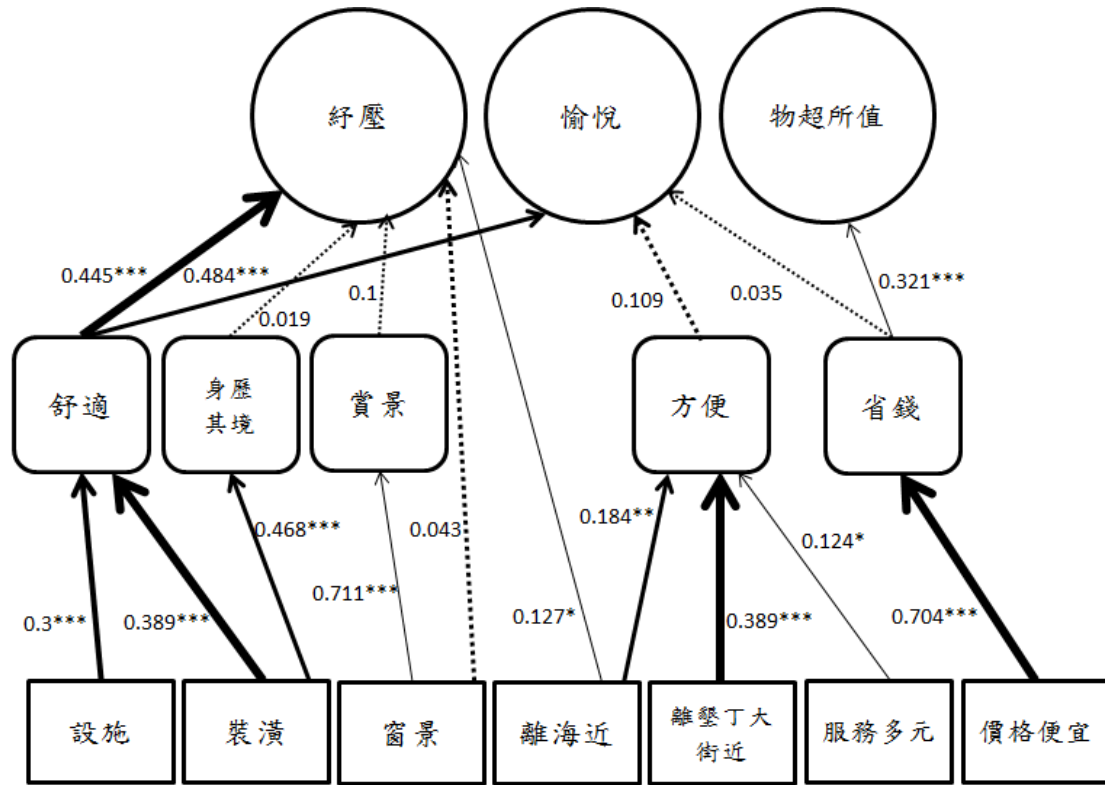 紓壓
愉悅
物超所值
0.445***
0.484***
0.019
0.1
0.109
0.035
0.321***
舒適
身歷
其境
賞景
方便
省錢
0.3***
0.389***
0.468***
0.711***
0.043
0.127*
0.184**
0.389***
0.124*
0.704***
設施
裝潢
窗景
離海近
離墾丁大
街近
服務多元
價格便宜